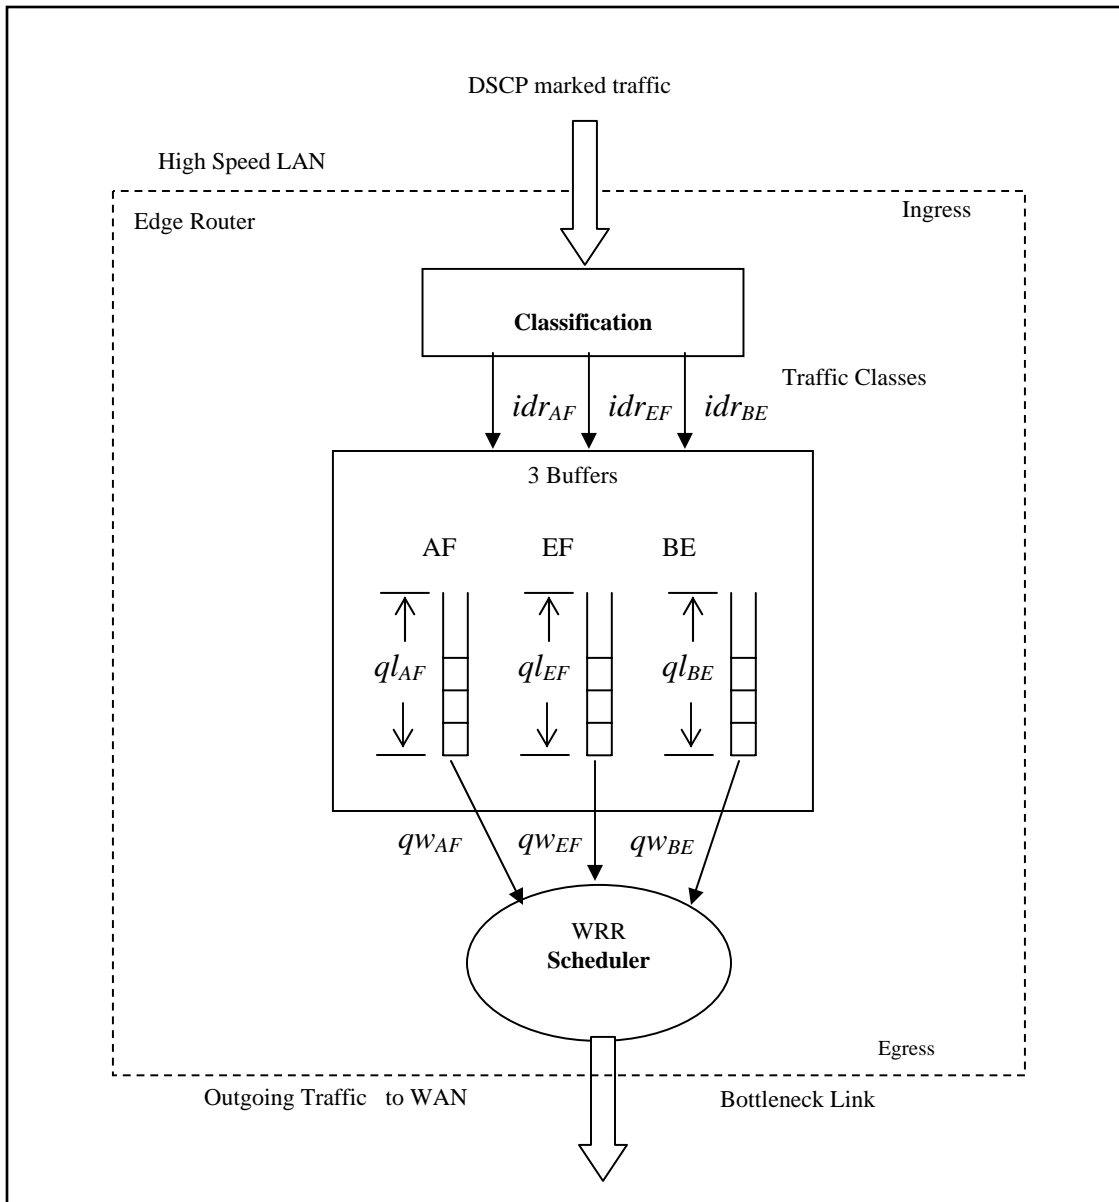 DSCP marked traffic
High Speed LAN
Ingress
Edge Router
Classification
Traffic Classes
idrAF idrEF idrBE
3 Buffers
AF EF BE
qlAF qlEF qlBE
qwAF qwEF qwBE
WRR
Scheduler
Egress
Outgoing Traffic to WAN
Bottleneck Link